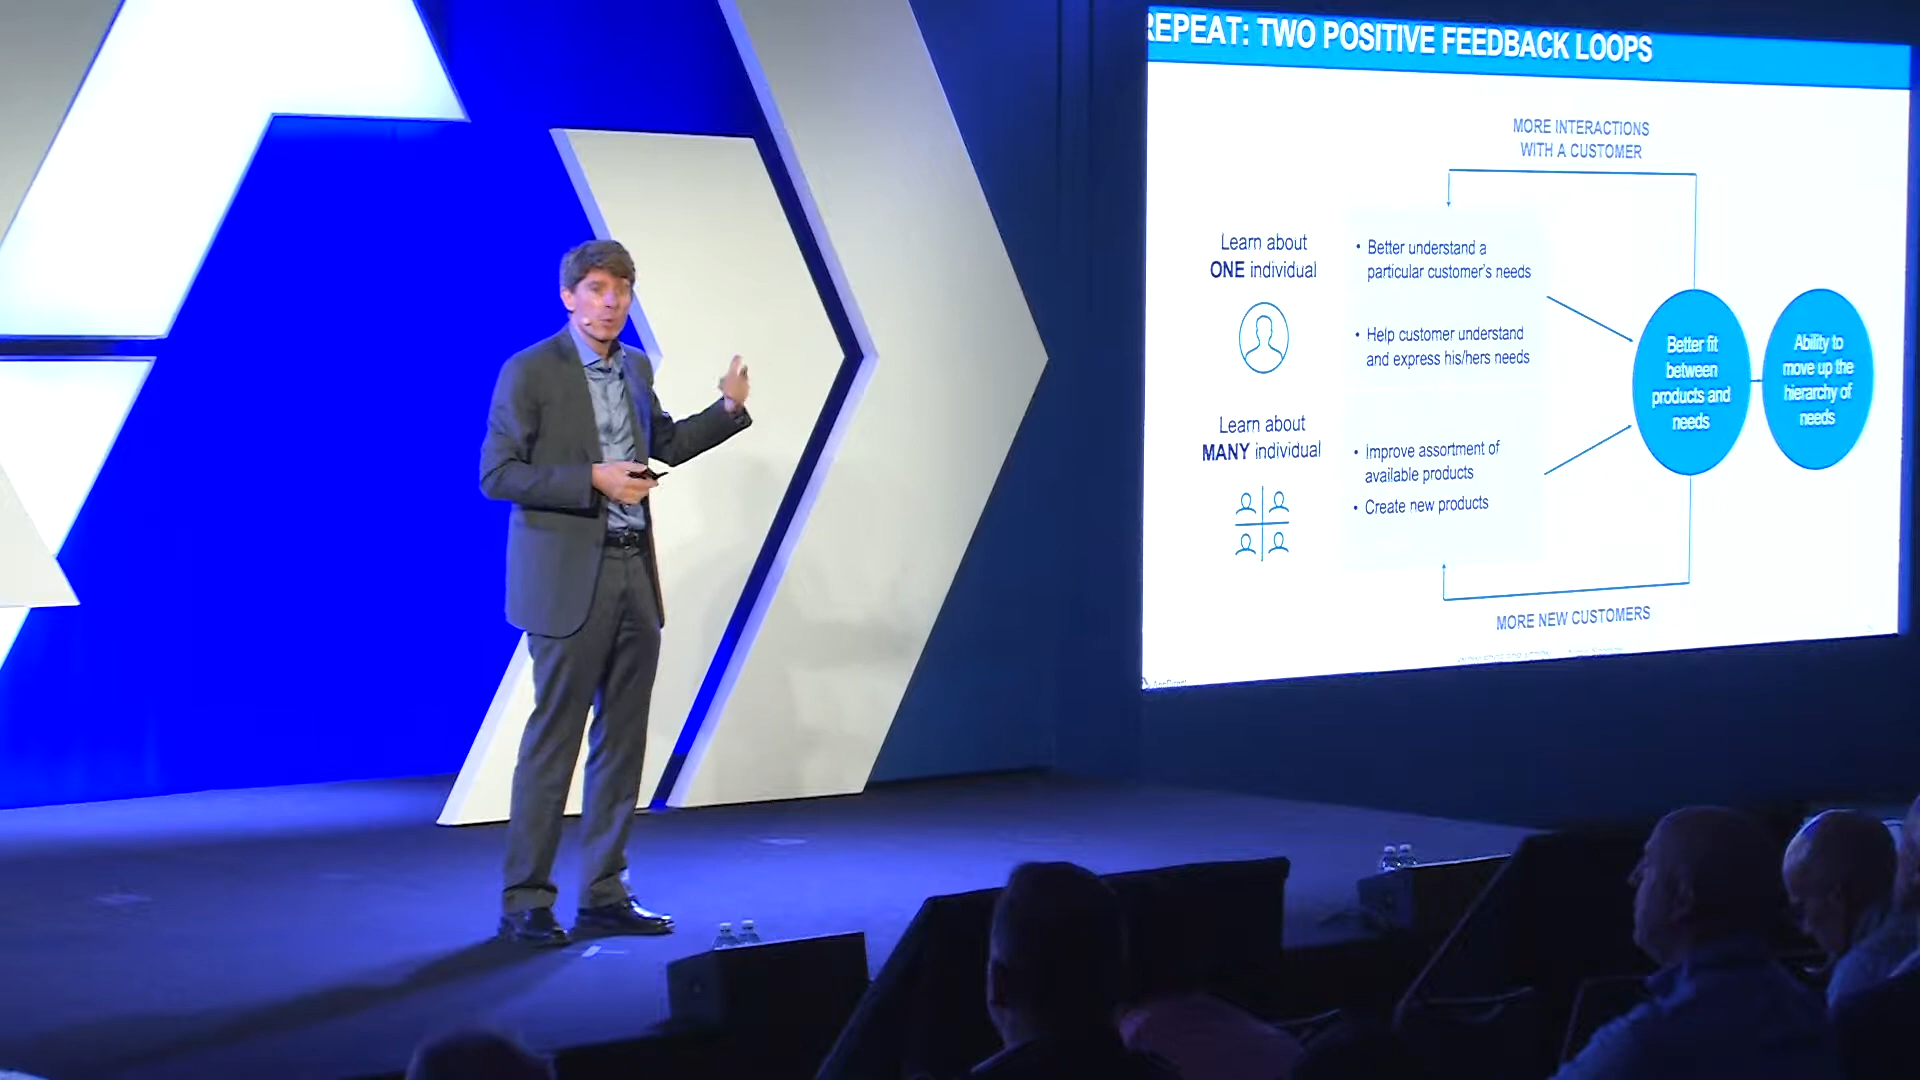 REPEAT: TWO POSITIVE FEEDBACK LOOPS
MORE INTERACTIONS
WITH A CUSTOMER
Learn about
ONE individual
• Better understand a
particular customer's needs
• Help customer understand
and express his/hers needs
Learn about
MANY individual
• Improve assortment of
available products
• Create new products
Better fit
between
products and
needs
Ability to
move up the
hierarchy of
needs
MORE NEW CUSTOMERS
AppDirect